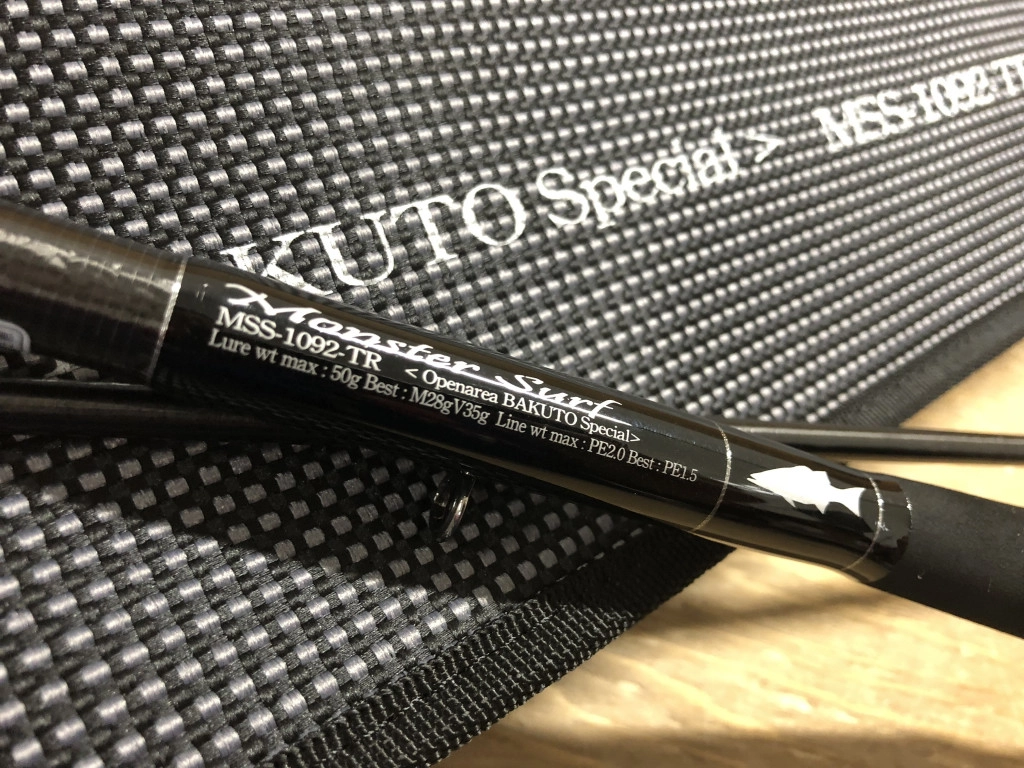 KUTO Special > MSS-1092-TR
Monster Surf
MSS-1092-TR < Openarea BAKUTO Special>
Lure wt max : 50g Best : M28gV35g Line wt max : PE2.0 Best : PE1.5